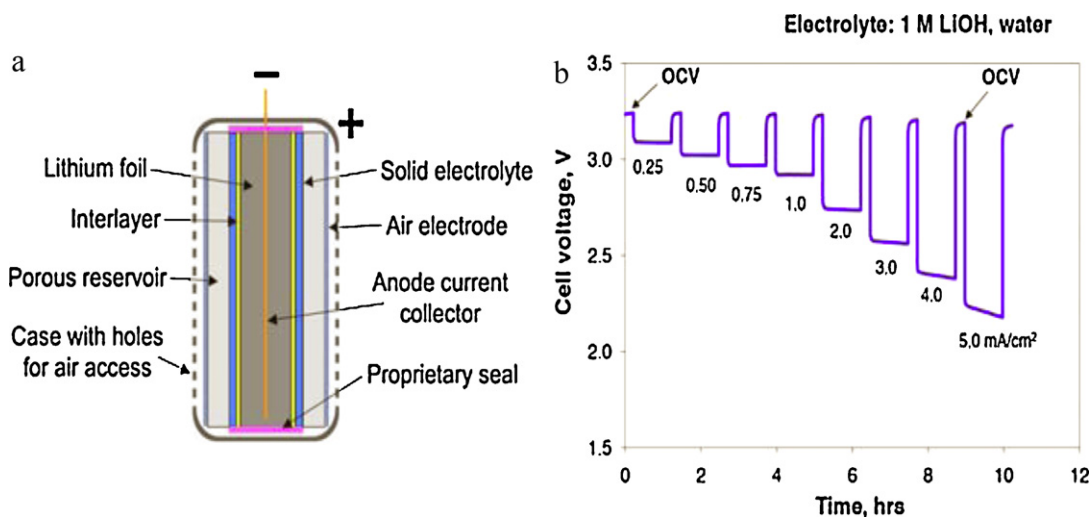 a
−
+
Lithium foil
Interlayer
Porous reservoir
Case with holes
for air access
Solid electrolyte
Air electrode
Anode current
collector
Proprietary seal
Electrolyte: 1 M LiOH, water
b
OCV
OCV
Cell voltage, V
3.5
3.0
2.5
2.0
1.5
0.25
0.50
0.75
1.0
2.0
3.0
4.0
5,0 mA/cm²
0
2
4
6
8
10
12
Time, hrs